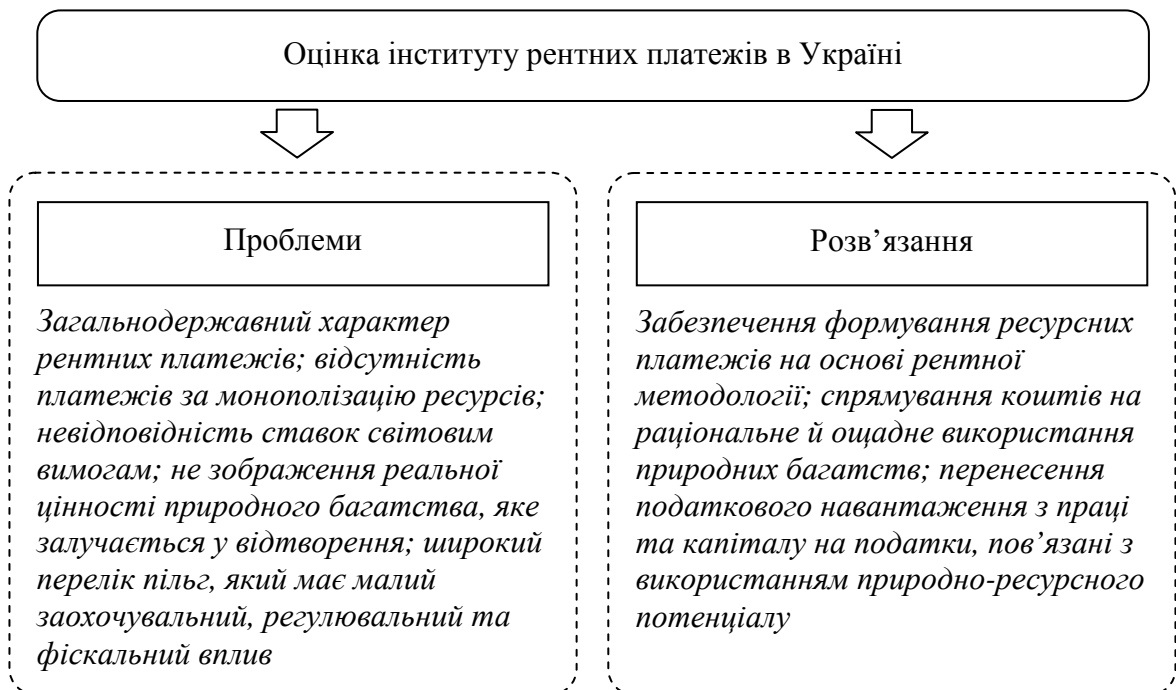 Оцінка інституту рентних платежів в Україні
Проблеми
Загальнодержавний характер
рентних платежів; відсутність
платежів за монополізацію ресурсів;
невідповідність ставок світовим
вимогам; не зображення реальної
цінності природного багатства, яке
залучається у відтворення; широкий
перелік пільг, який має малий
заохочувальний, регулювальний та
фіскальний вплив
Розв’язання
Забезпечення формування ресурсних
платежів на основі рентної
методології; спрямування коштів на
раціональне й ощадне використання
природних багатств; перенесення
податкового навантаження з праці
та капіталу на податки, пов’язані з
використанням природно-ресурсного
потенціалу